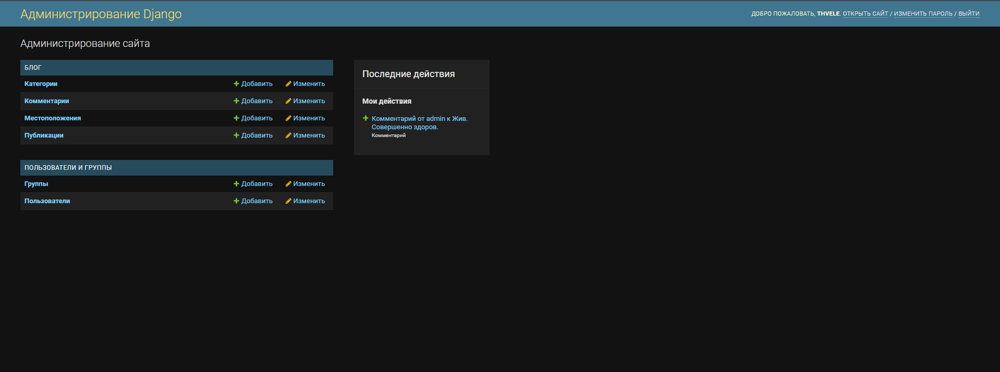 Администрирование Django
ДОБРО ПОЖАЛОВАТЬ, THVELE. ОТКРЫТЬ САЙТ / ИЗМЕНИТЬ ПАРОЛЬ / ВЫЙТИ
Администрирование сайта
БЛОГ
Категории Добавить Изменить
Комментарии Добавить Изменить
Местоположения Добавить Изменить
Публикации Добавить Изменить
ПОЛЬЗОВАТЕЛИ И ГРУППЫ
Группы Добавить Изменить
Пользователи Добавить Изменить
Последние действия
Мои действия
Комментарий от admin к Жив.
Совершенно здоров.
Комментарий